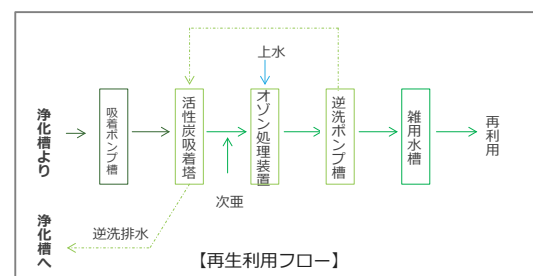 上水
浄化槽より
吸着ポンプ槽
活性炭吸着塔
オゾン処理装置
逆洗ポンプ槽
雑用水槽
再利用
次亜
浄化槽へ
逆洗排水
【再生利用フロー】